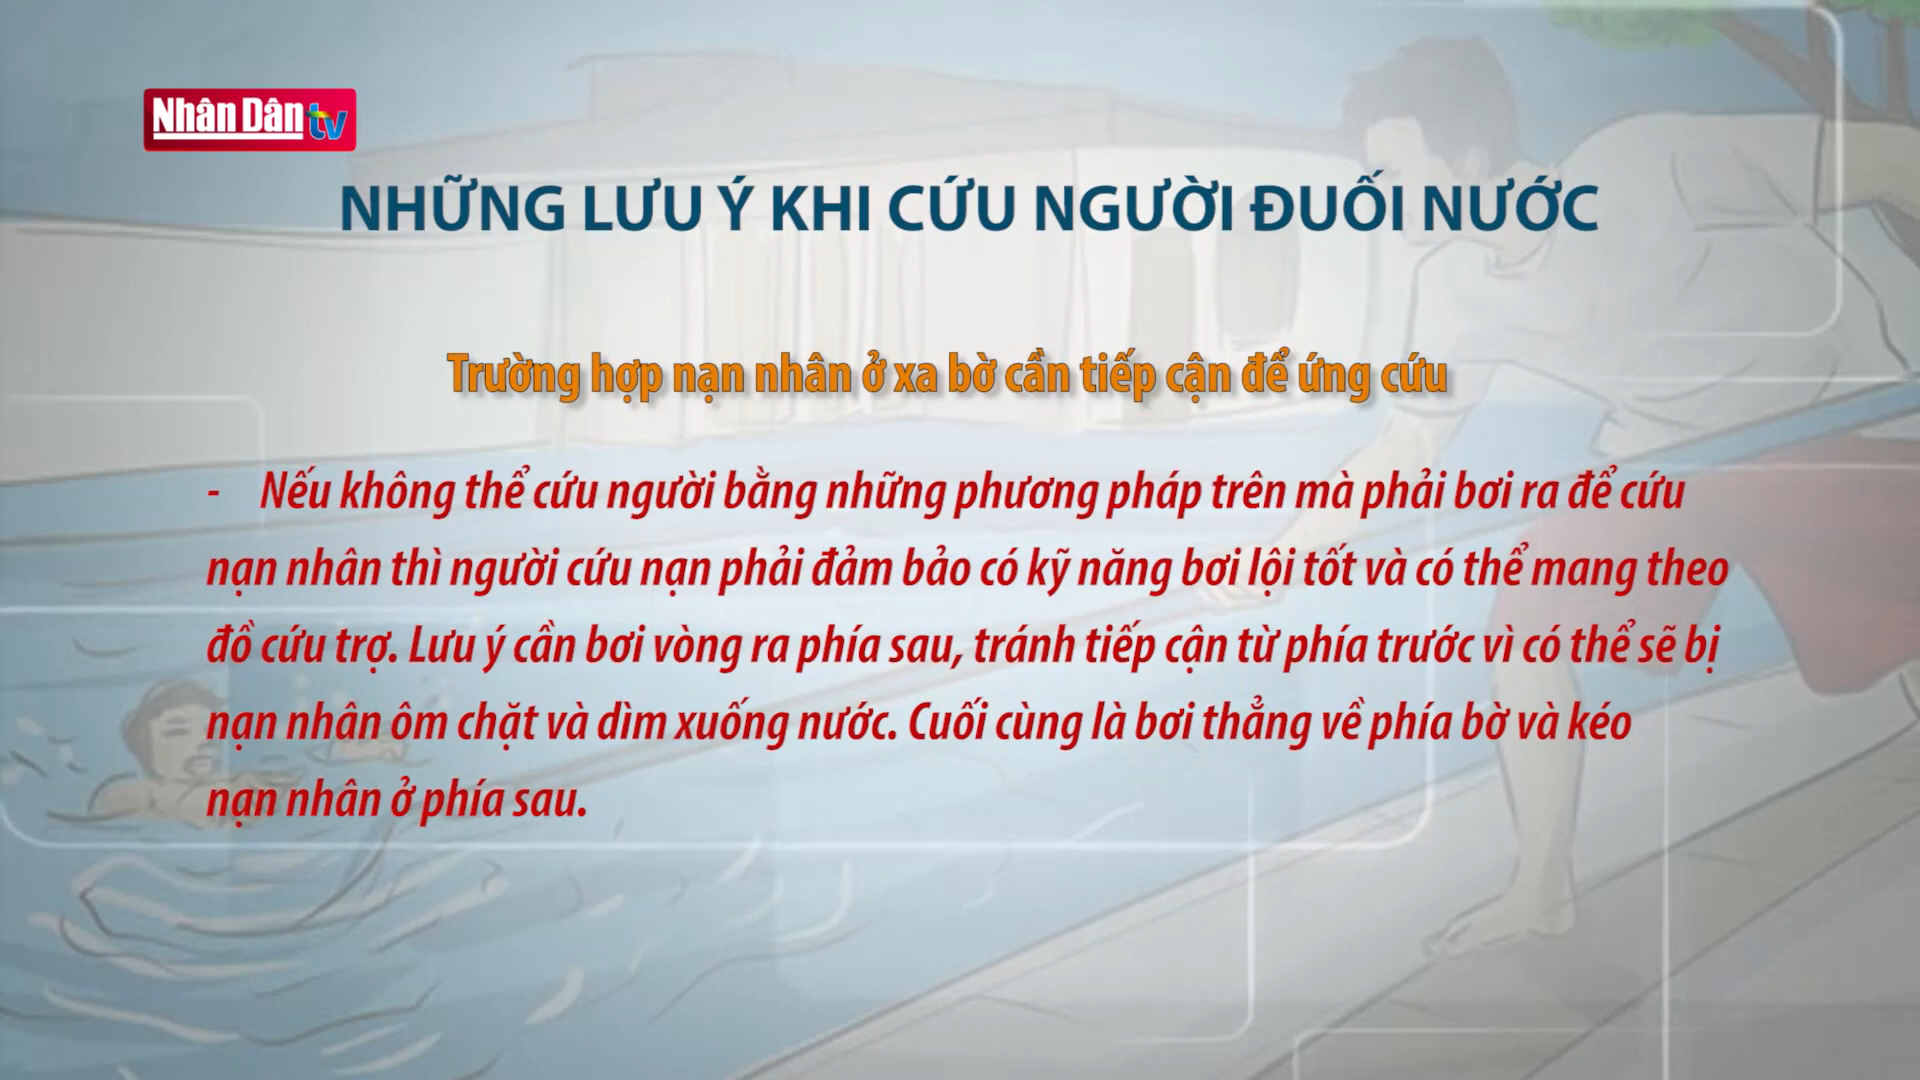 Nhân Dân tv
NHỮNG LƯU Ý KHI CỨU NGƯỜI ĐUỐI NƯỚC
Trường hợp nạn nhân ở xa bờ cần tiếp cận để ứng cứu
- Nếu không thể cứu người bằng những phương pháp trên mà phải bơi ra để cứu
nạn nhân thì người cứu nạn phải đảm bảo có kỹ năng bơi lội tốt và có thể mang theo
đồ cứu trợ. Lưu ý cần bơi vòng ra phía sau, tránh tiếp cận từ phía trước vì có thể sẽ bị
nạn nhân ôm chặt và dìm xuống nước. Cuối cùng là bơi thẳng về phía bờ và kéo
nạn nhân ở phía sau.